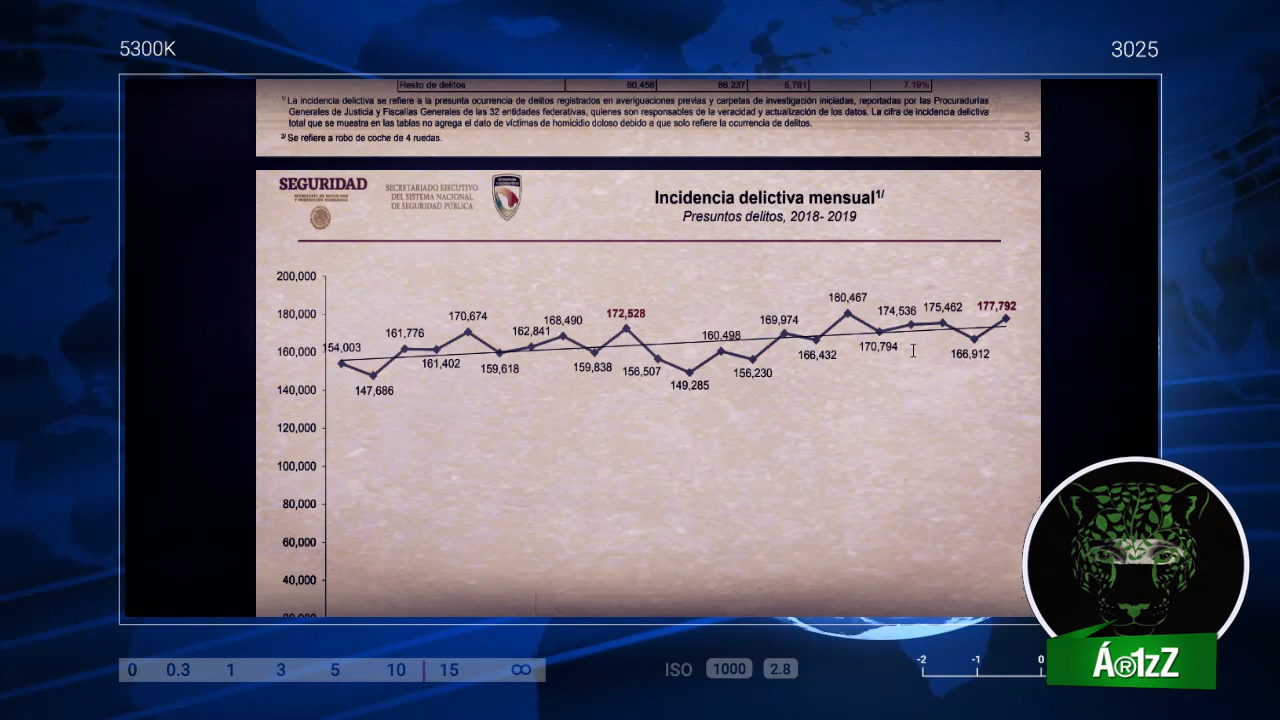 5300K
3025
Resto de delitos 80,456 86,237 5,781 7.19%
1/ La incidencia delictiva se refiere a la presunta ocurrencia de delitos registrados en averiguaciones previas y carpetas de investigación iniciadas, reportadas por las Procuradurías
Generales de Justicia y Fiscalías Generales de las 32 entidades federativas, quienes son responsables de la veracidad y actualización de los datos. La cifra de incidencia delictiva
total que se muestra en las tablas no agrega el dato de víctimas de homicidio doloso debido a que solo refiere la ocurrencia de delitos.
2/ Se refiere a robo de coche de 4 ruedas.
3
SEGURIDAD
SECRETARÍA DE SEGURIDAD
Y PROTECCIÓN CIUDADANA
SECRETARIADO EJECUTIVO
DEL SISTEMA NACIONAL
DE SEGURIDAD PÚBLICA
Incidencia delictiva mensual1/
Presuntos delitos, 2018- 2019
200,000
180,000
160,000
140,000
120,000
100,000
80,000
60,000
40,000
20,000
154,003
147,686
161,776
161,402
170,674
159,618
162,841
168,490
159,838
172,528
156,507
149,285
160,498
156,230
169,974
166,432
180,467
170,794
174,536
175,462
166,912
177,792
0 0.3 1 3 5 10 15 ∞
ISO 1000 2.8
-2 -1 0
Á®1zZ